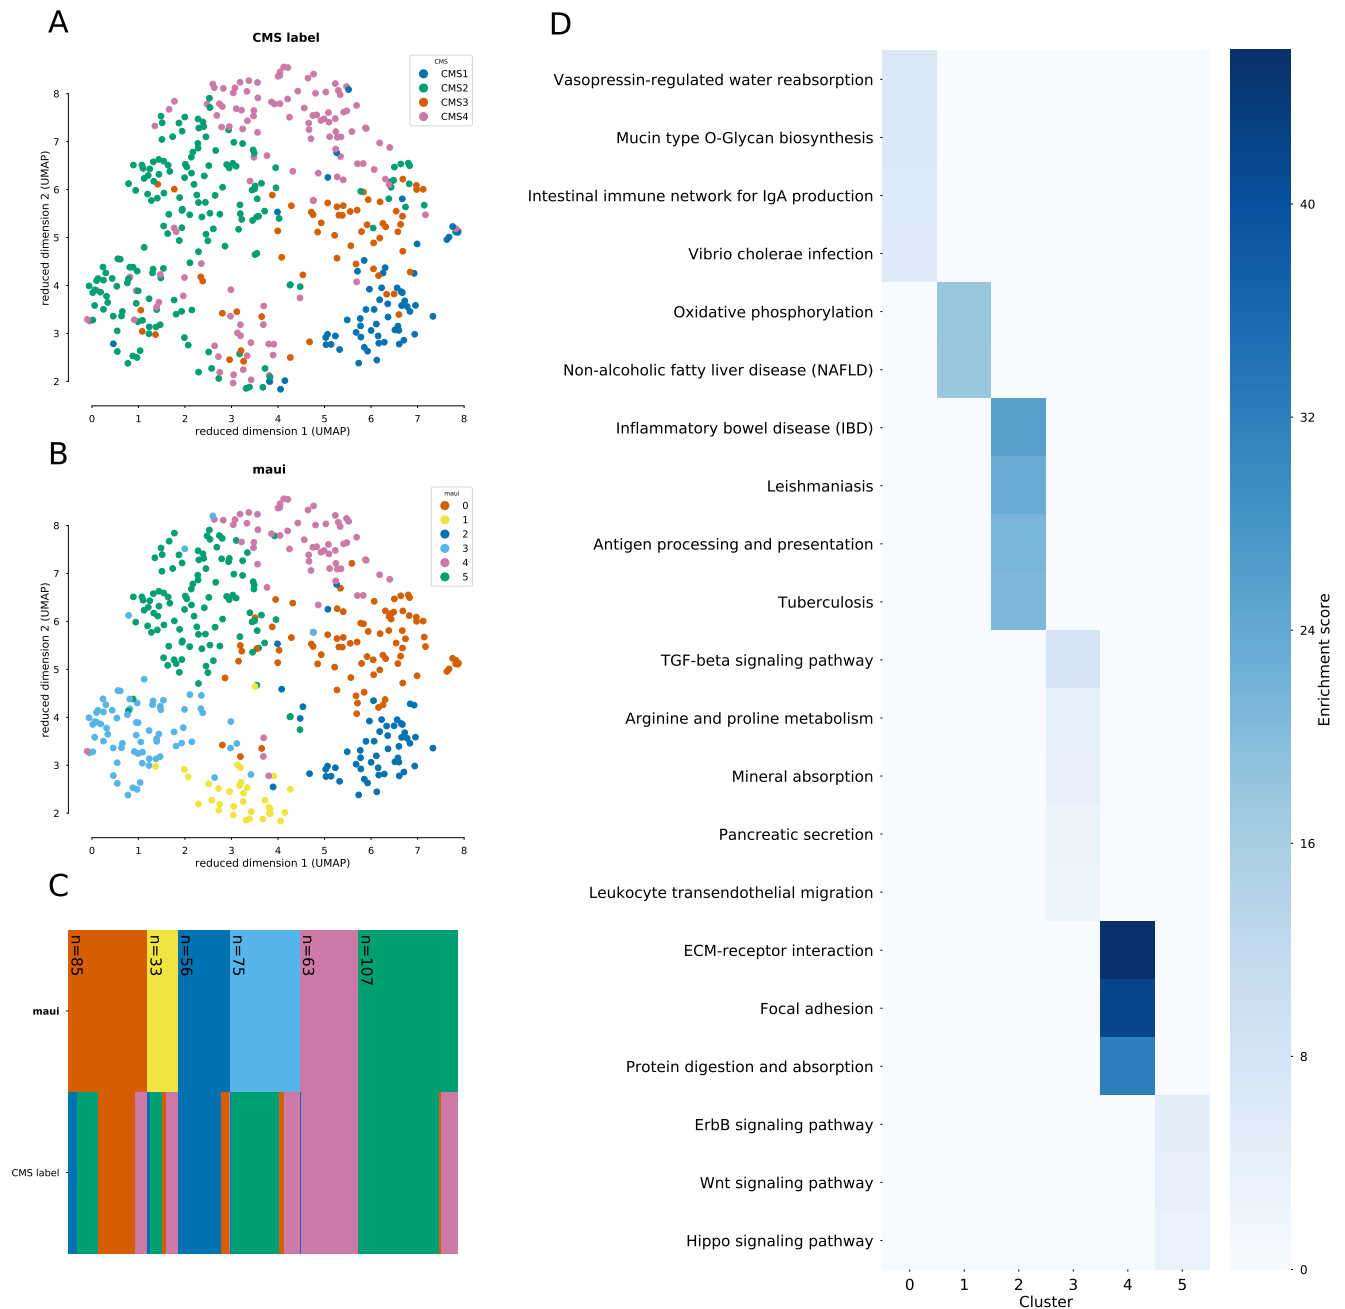 A
CMS label
CMS
CMS1
CMS2
CMS3
CMS4
8
7
6
5
4
3
2
reduced dimension 2 (UMAP)
0 1 2 3 4 5 6 7 8
reduced dimension 1 (UMAP)
B
maui
maui
0
1
2
3
4
5
8
7
6
5
4
3
2
reduced dimension 2 (UMAP)
0 1 2 3 4 5 6 7 8
reduced dimension 1 (UMAP)
C
n=85
n=33
n=56
n=75
n=63
n=107
maui
CMS label
D
Vasopressin-regulated water reabsorption
Mucin type O-Glycan biosynthesis
Intestinal immune network for IgA production
Vibrio cholerae infection
Oxidative phosphorylation
Non-alcoholic fatty liver disease (NAFLD)
Inflammatory bowel disease (IBD)
Leishmaniasis
Antigen processing and presentation
Tuberculosis
TGF-beta signaling pathway
Arginine and proline metabolism
Mineral absorption
Pancreatic secretion
Leukocyte transendothelial migration
ECM-receptor interaction
Focal adhesion
Protein digestion and absorption
ErbB signaling pathway
Wnt signaling pathway
Hippo signaling pathway
0 1 2 3 4 5
Cluster
40
32
24
16
8
0
Enrichment score